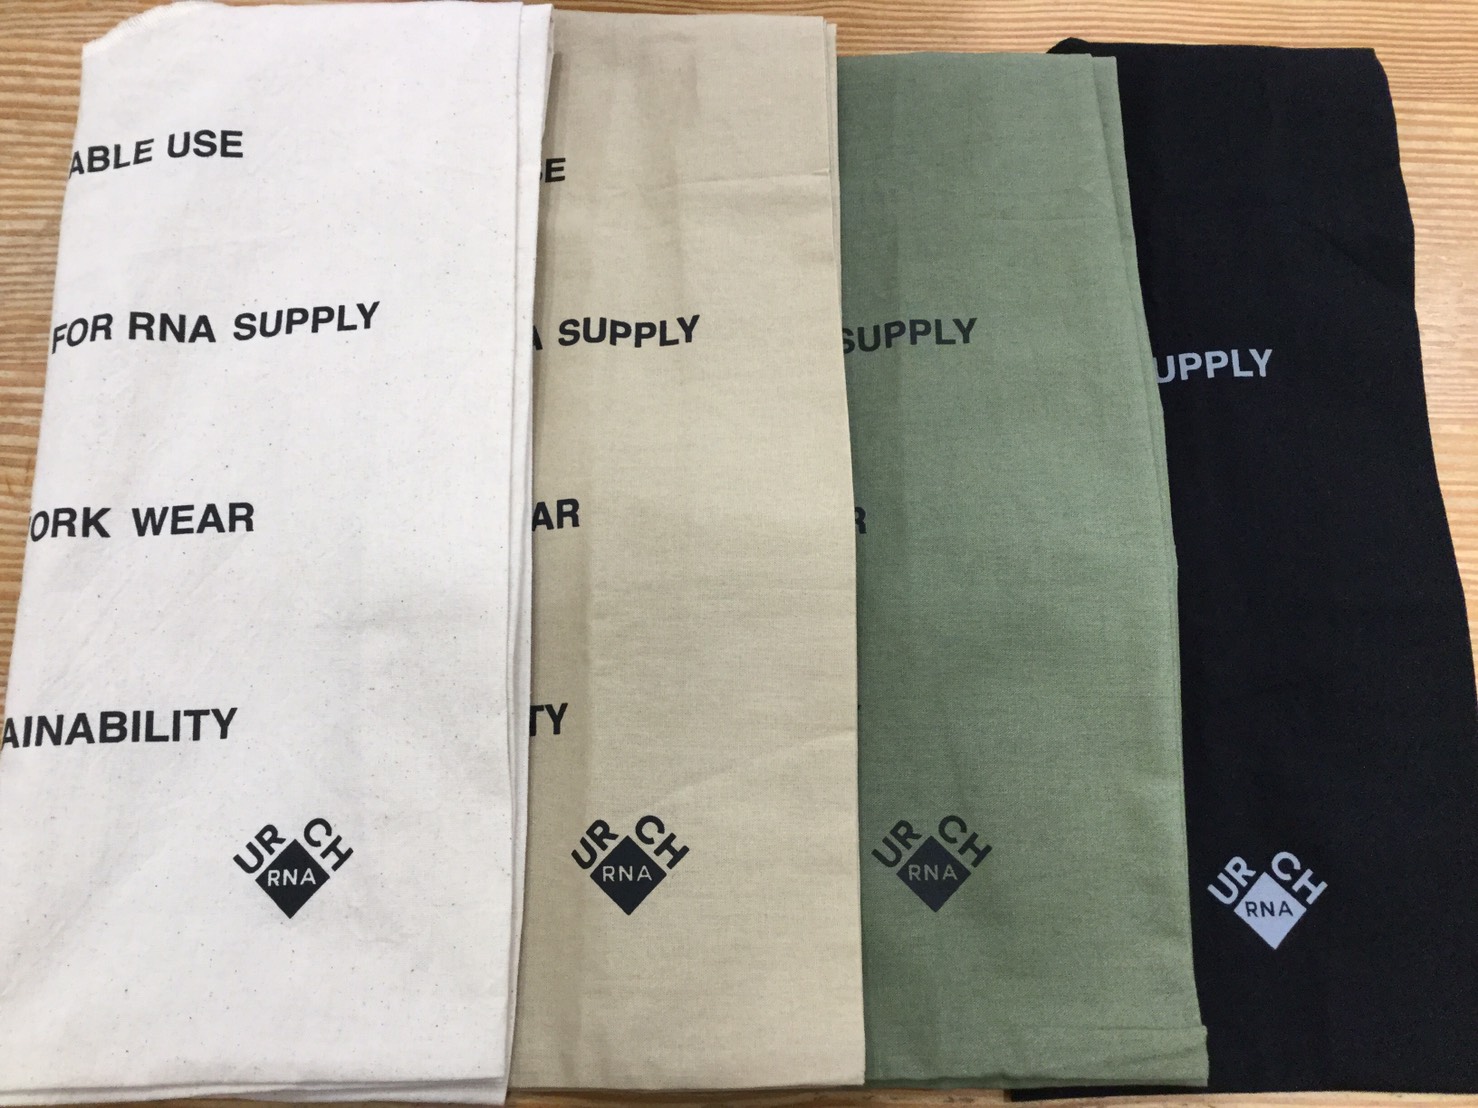 ABLE USE
FOR RNA SUPPLY
ORK WEAR
AINABILITY
UR CH
RNA
SE
A SUPPLY
AR
TY
UR CH
RNA
SUPPLY
R
UR CH
RNA
UPPLY
UR CH
RNA